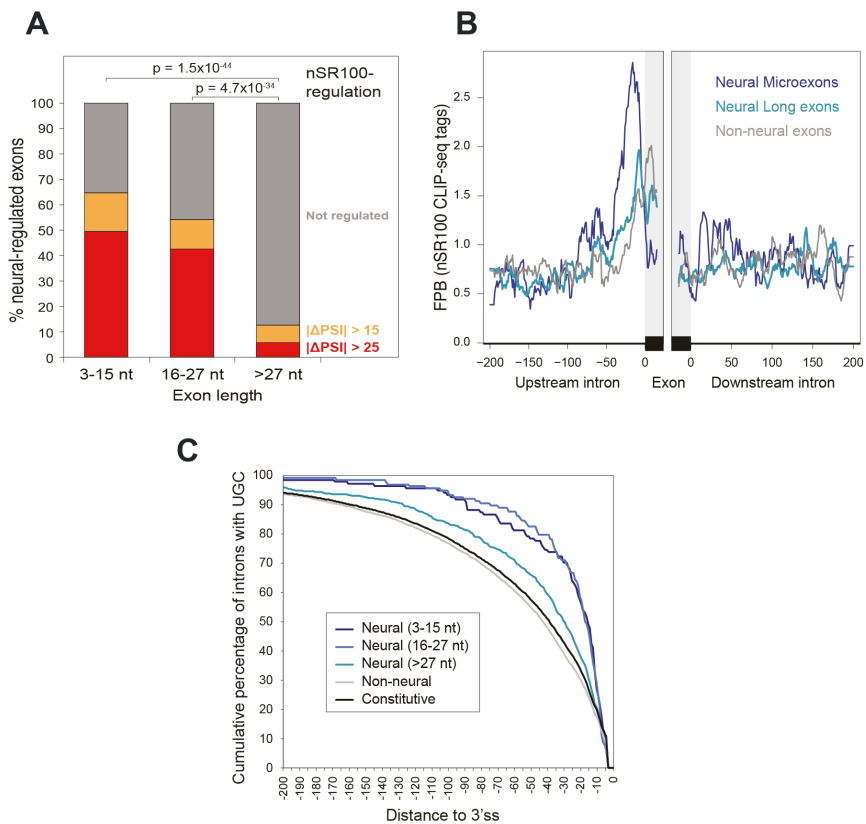 A
p = 1.5x10-44
p = 4.7x10-34
nSR100-
regulation
% neural-regulated exons
100
90
80
70
60
50
40
30
20
10
0
Not regulated
|ΔPSI| > 15
|ΔPSI| > 25
3-15 nt
16-27 nt
>27 nt
Exon length
B
FPB (nSR100 CLIP-seq tags)
2.5
2.0
1.5
1.0
0.5
0.0
Neural Microexons
Neural Long exons
Non-neural exons
−200
−150
−100
−50
0
0
50
100
150
200
Upstream intron
Exon
Downstream intron
C
Cumulative percentage of introns with UGC
100
90
80
70
60
50
40
30
20
10
0
Neural (3-15 nt)
Neural (16-27 nt)
Neural (>27 nt)
Non-neural
Constitutive
-200
-190
-180
-170
-160
-150
-140
-130
-120
-110
-100
-90
-80
-70
-60
-50
-40
-30
-20
-10
0
Distance to 3'ss